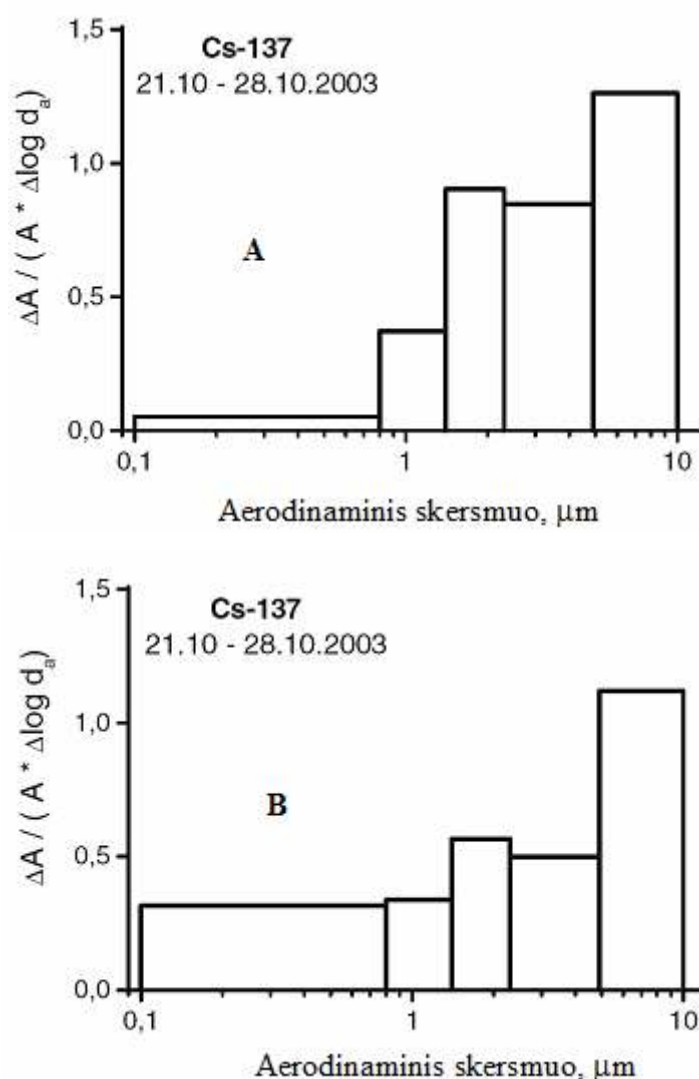 1,5
Cs-137
21.10 - 28.10.2003
1,0
ΔA / ( A * Δlog dₐ)
A
0,5
0,0
0,1 1 10
Aerodinaminis skersmuo, μm
1,5
Cs-137
21.10 - 28.10.2003
1,0
ΔA / ( A * Δlog dₐ)
B
0,5
0,0
0,1 1 10
Aerodinaminis skersmuo, μm